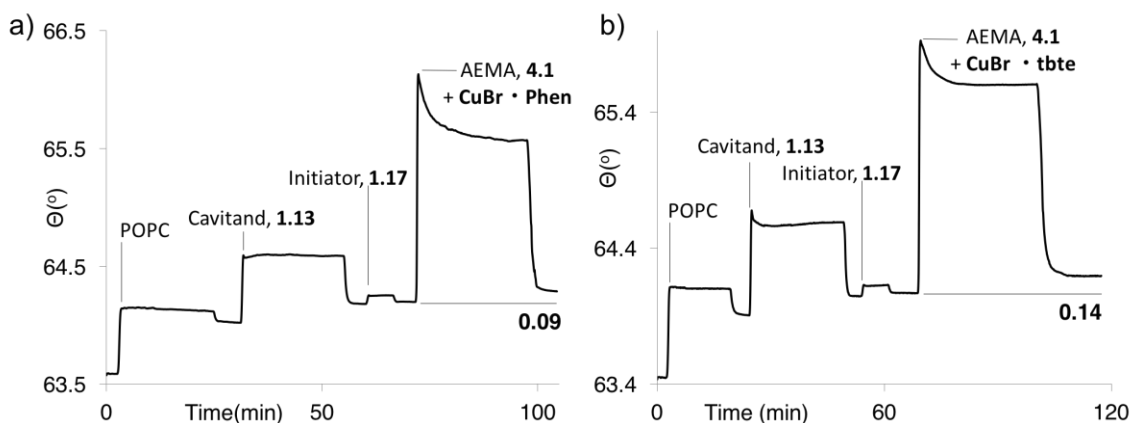 a)
66.5
65.5
64.5
63.5
Θ(º)
POPC
Cavitand, 1.13
Initiator, 1.17
AEMA, 4.1
+ CuBr · Phen
0.09
0
Time(min)
50
100
b)
65.4
64.4
63.4
Θ(º)
POPC
Cavitand, 1.13
Initiator, 1.17
AEMA, 4.1
+ CuBr · tbte
0.14
0
Time(min)
60
120